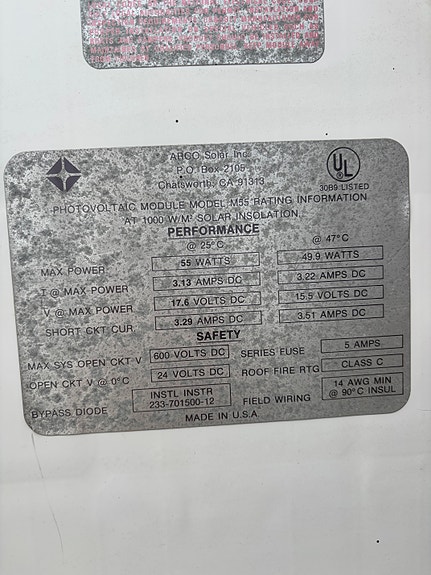 ARCO Solar Inc.
P.O. Box 2105
Chatsworth, CA 91313
UL
30B9 LISTED
PHOTOVOLTAIC MODULE MODEL M55 RATING INFORMATION
AT 1000 W/M² SOLAR INSOLATION
PERFORMANCE
@ 25°C @ 47°C
MAX POWER 55 WATTS 49.9 WATTS
I @ MAX POWER 3.13 AMPS DC 3.22 AMPS DC
V @ MAX POWER 17.6 VOLTS DC 15.5 VOLTS DC
SHORT CKT CUR. 3.29 AMPS DC 3.51 AMPS DC
SAFETY
MAX SYS OPEN CKT V 600 VOLTS DC SERIES FUSE 5 AMPS
OPEN CKT V @ 0°C 24 VOLTS DC ROOF FIRE RTG CLASS C
BYPASS DIODE INSTL INSTR 233-701500-12 FIELD WIRING 14 AWG MIN @ 90°C INSUL
MADE IN U.S.A.